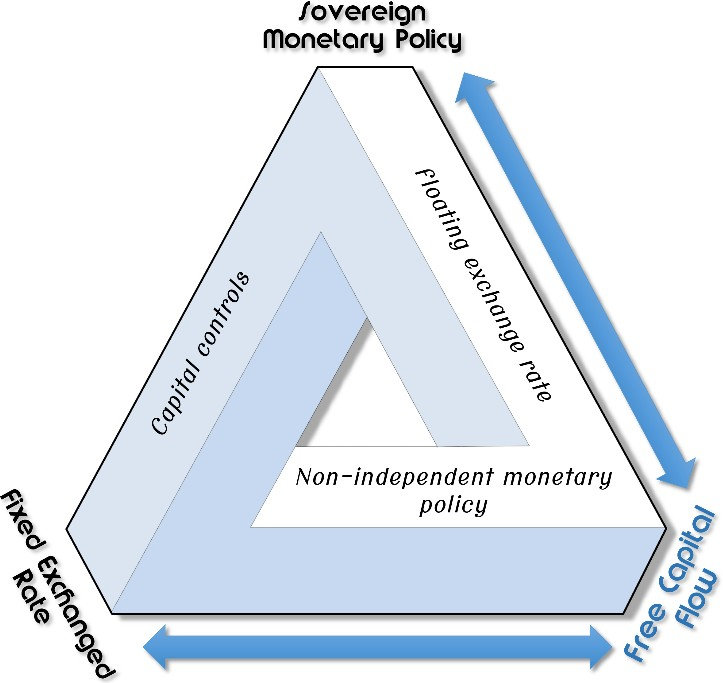 Sovereign
Monetary Policy
Floating exchange rate
Capital controls
Non-independent monetary
policy
Fixed Exchanged
Rate
Free Capital
Flow